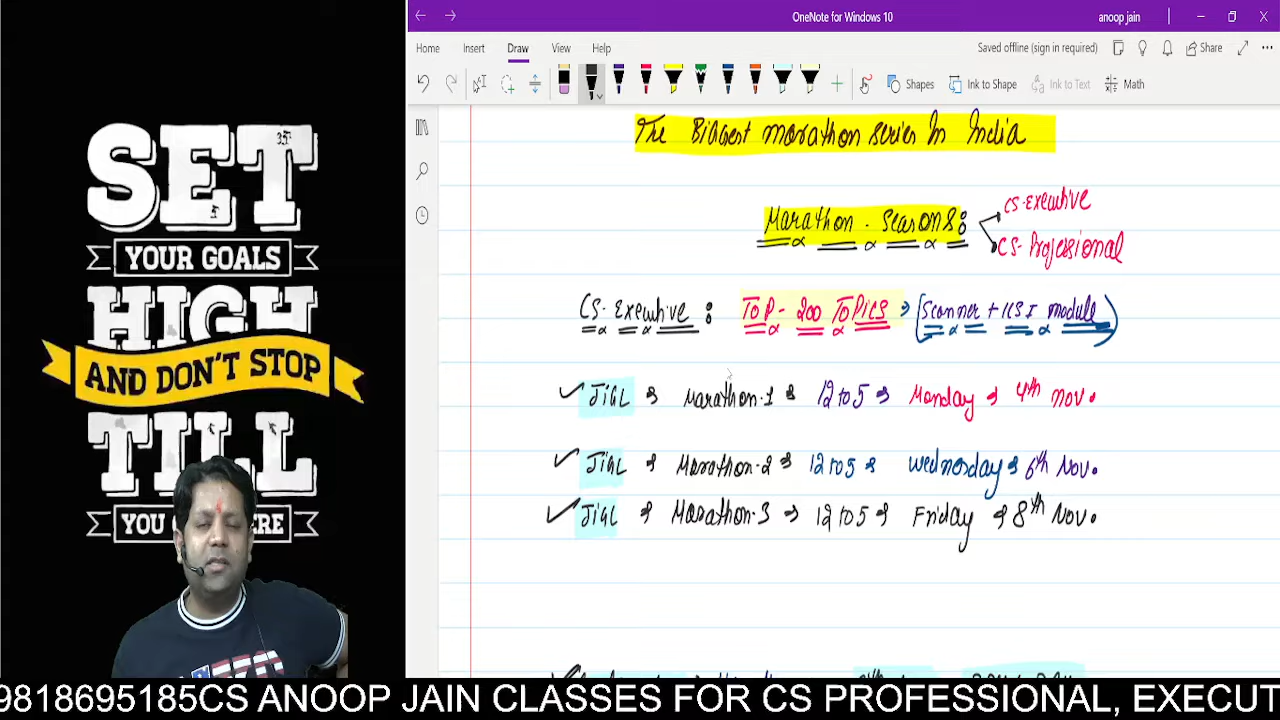 SET
YOUR GOALS
HIGH
AND DON'T STOP
TILL
YOU ERE
OneNote for Windows 10
anoop jain
Home Insert Draw View Help
Saved offline (sign in required)
Share
Shapes
Ink to Shape
Ink to Text
Math
The Biggest marathon series In India
Marathon. Seasons:
CS-Executive
CS-Professional
CS-Executive : TOP-200 TOPICS (Scanner + ICSI module)
JIGL Marathon-1 12 to 5 Monday 4th Nov.
JIGL Marathon-2 12 to 5 Wednesday 6th Nov.
JIGL Marathon-3 12 to 5 Friday 8th Nov.
9818695185CS ANOOP JAIN CLASSES FOR CS PROFESSIONAL, EXECUT